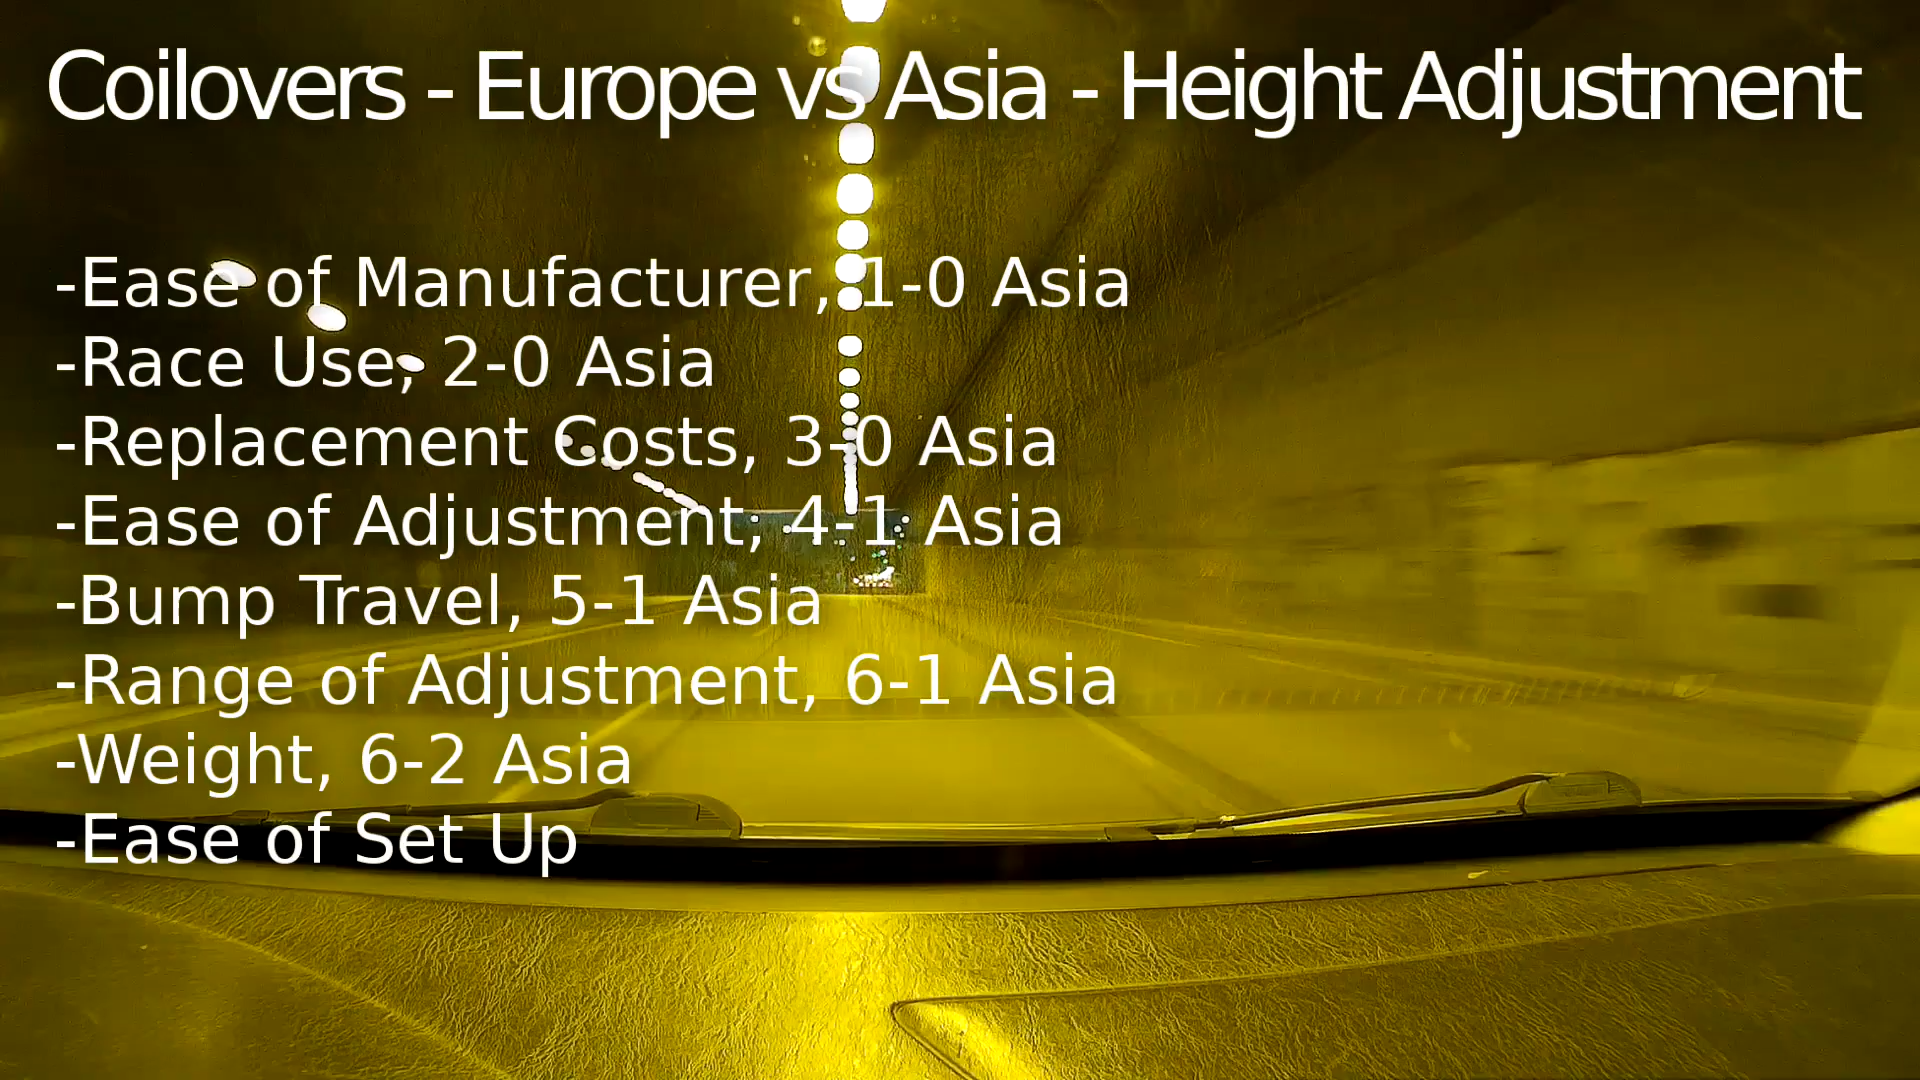 Coilovers - Europe vs Asia - Height Adjustment
-Ease of Manufacturer, 1-0 Asia
-Race Use, 2-0 Asia
-Replacement Costs, 3-0 Asia
-Ease of Adjustment, 4-1 Asia
-Bump Travel, 5-1 Asia
-Range of Adjustment, 6-1 Asia
-Weight, 6-2 Asia
-Ease of Set Up